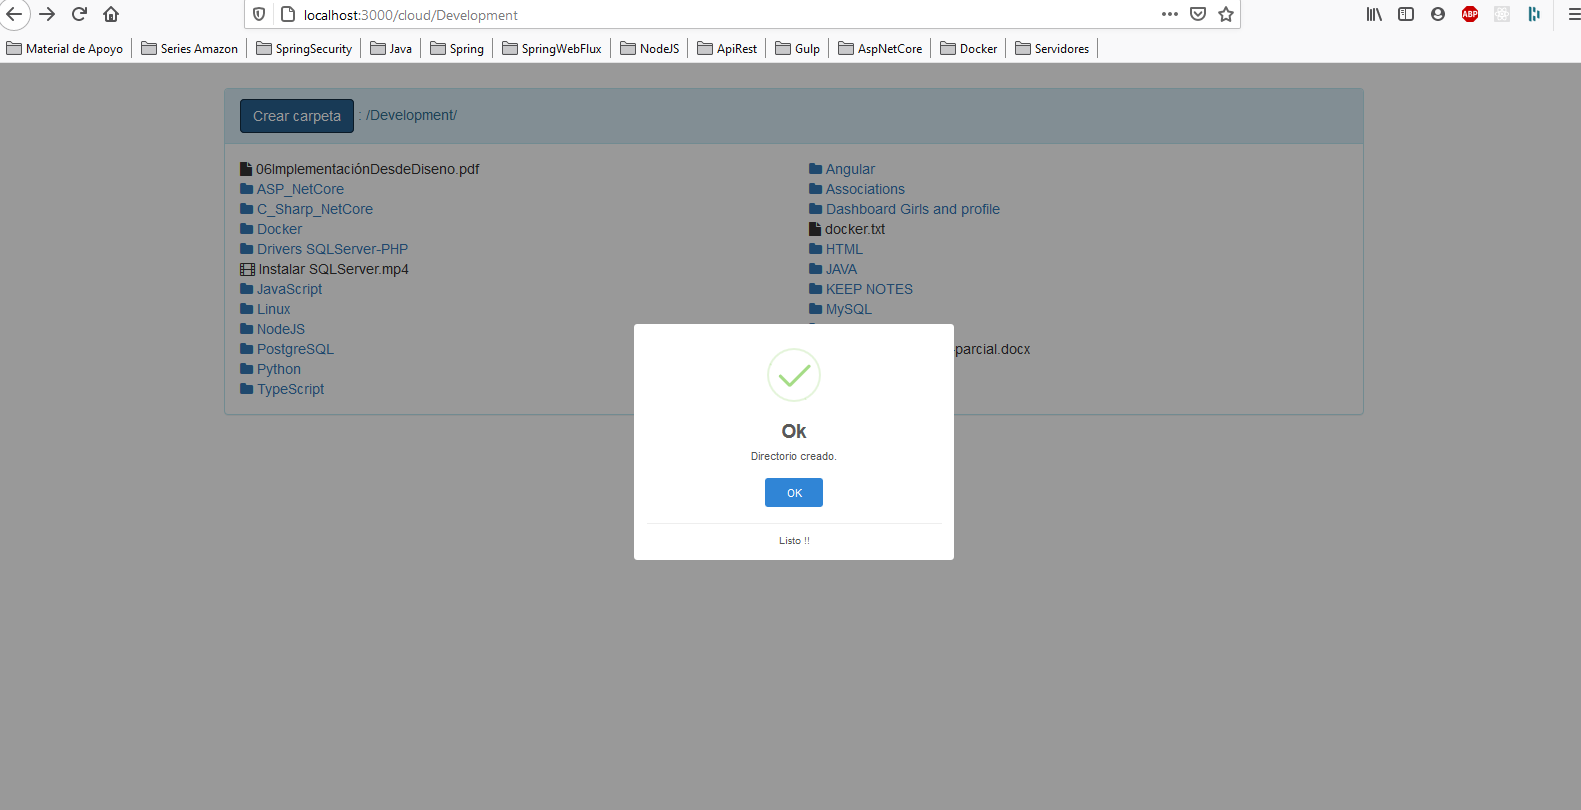 localhost:3000/cloud/Development
ABP
Material de Apoyo
Series Amazon
SpringSecurity
Java
Spring
SpringWebFlux
NodeJS
ApiRest
Gulp
AspNetCore
Docker
Servidores
Crear carpeta : /Development/
06ImplementaciónDesdeDiseno.pdf
ASP_NetCore
C_Sharp_NetCore
Docker
Drivers SQLServer-PHP
Instalar SQLServer.mp4
JavaScript
Linux
NodeJS
PostgreSQL
Python
TypeScript
Angular
Associations
Dashboard Girls and profile
docker.txt
HTML
JAVA
KEEP NOTES
MySQL
-parcial.docx
Ok
Directorio creado.
OK
Listo !!